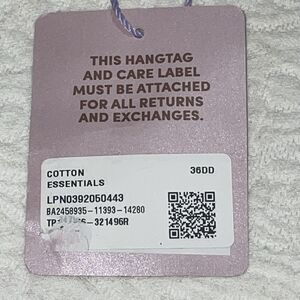 THIS HANGTAG
AND CARE LABEL
MUST BE ATTACHED
FOR ALL RETURNS
AND EXCHANGES.
COTTON 36DD
ESSENTIALS
LPN0392050443
BA2458935-11393-14280
-321496R